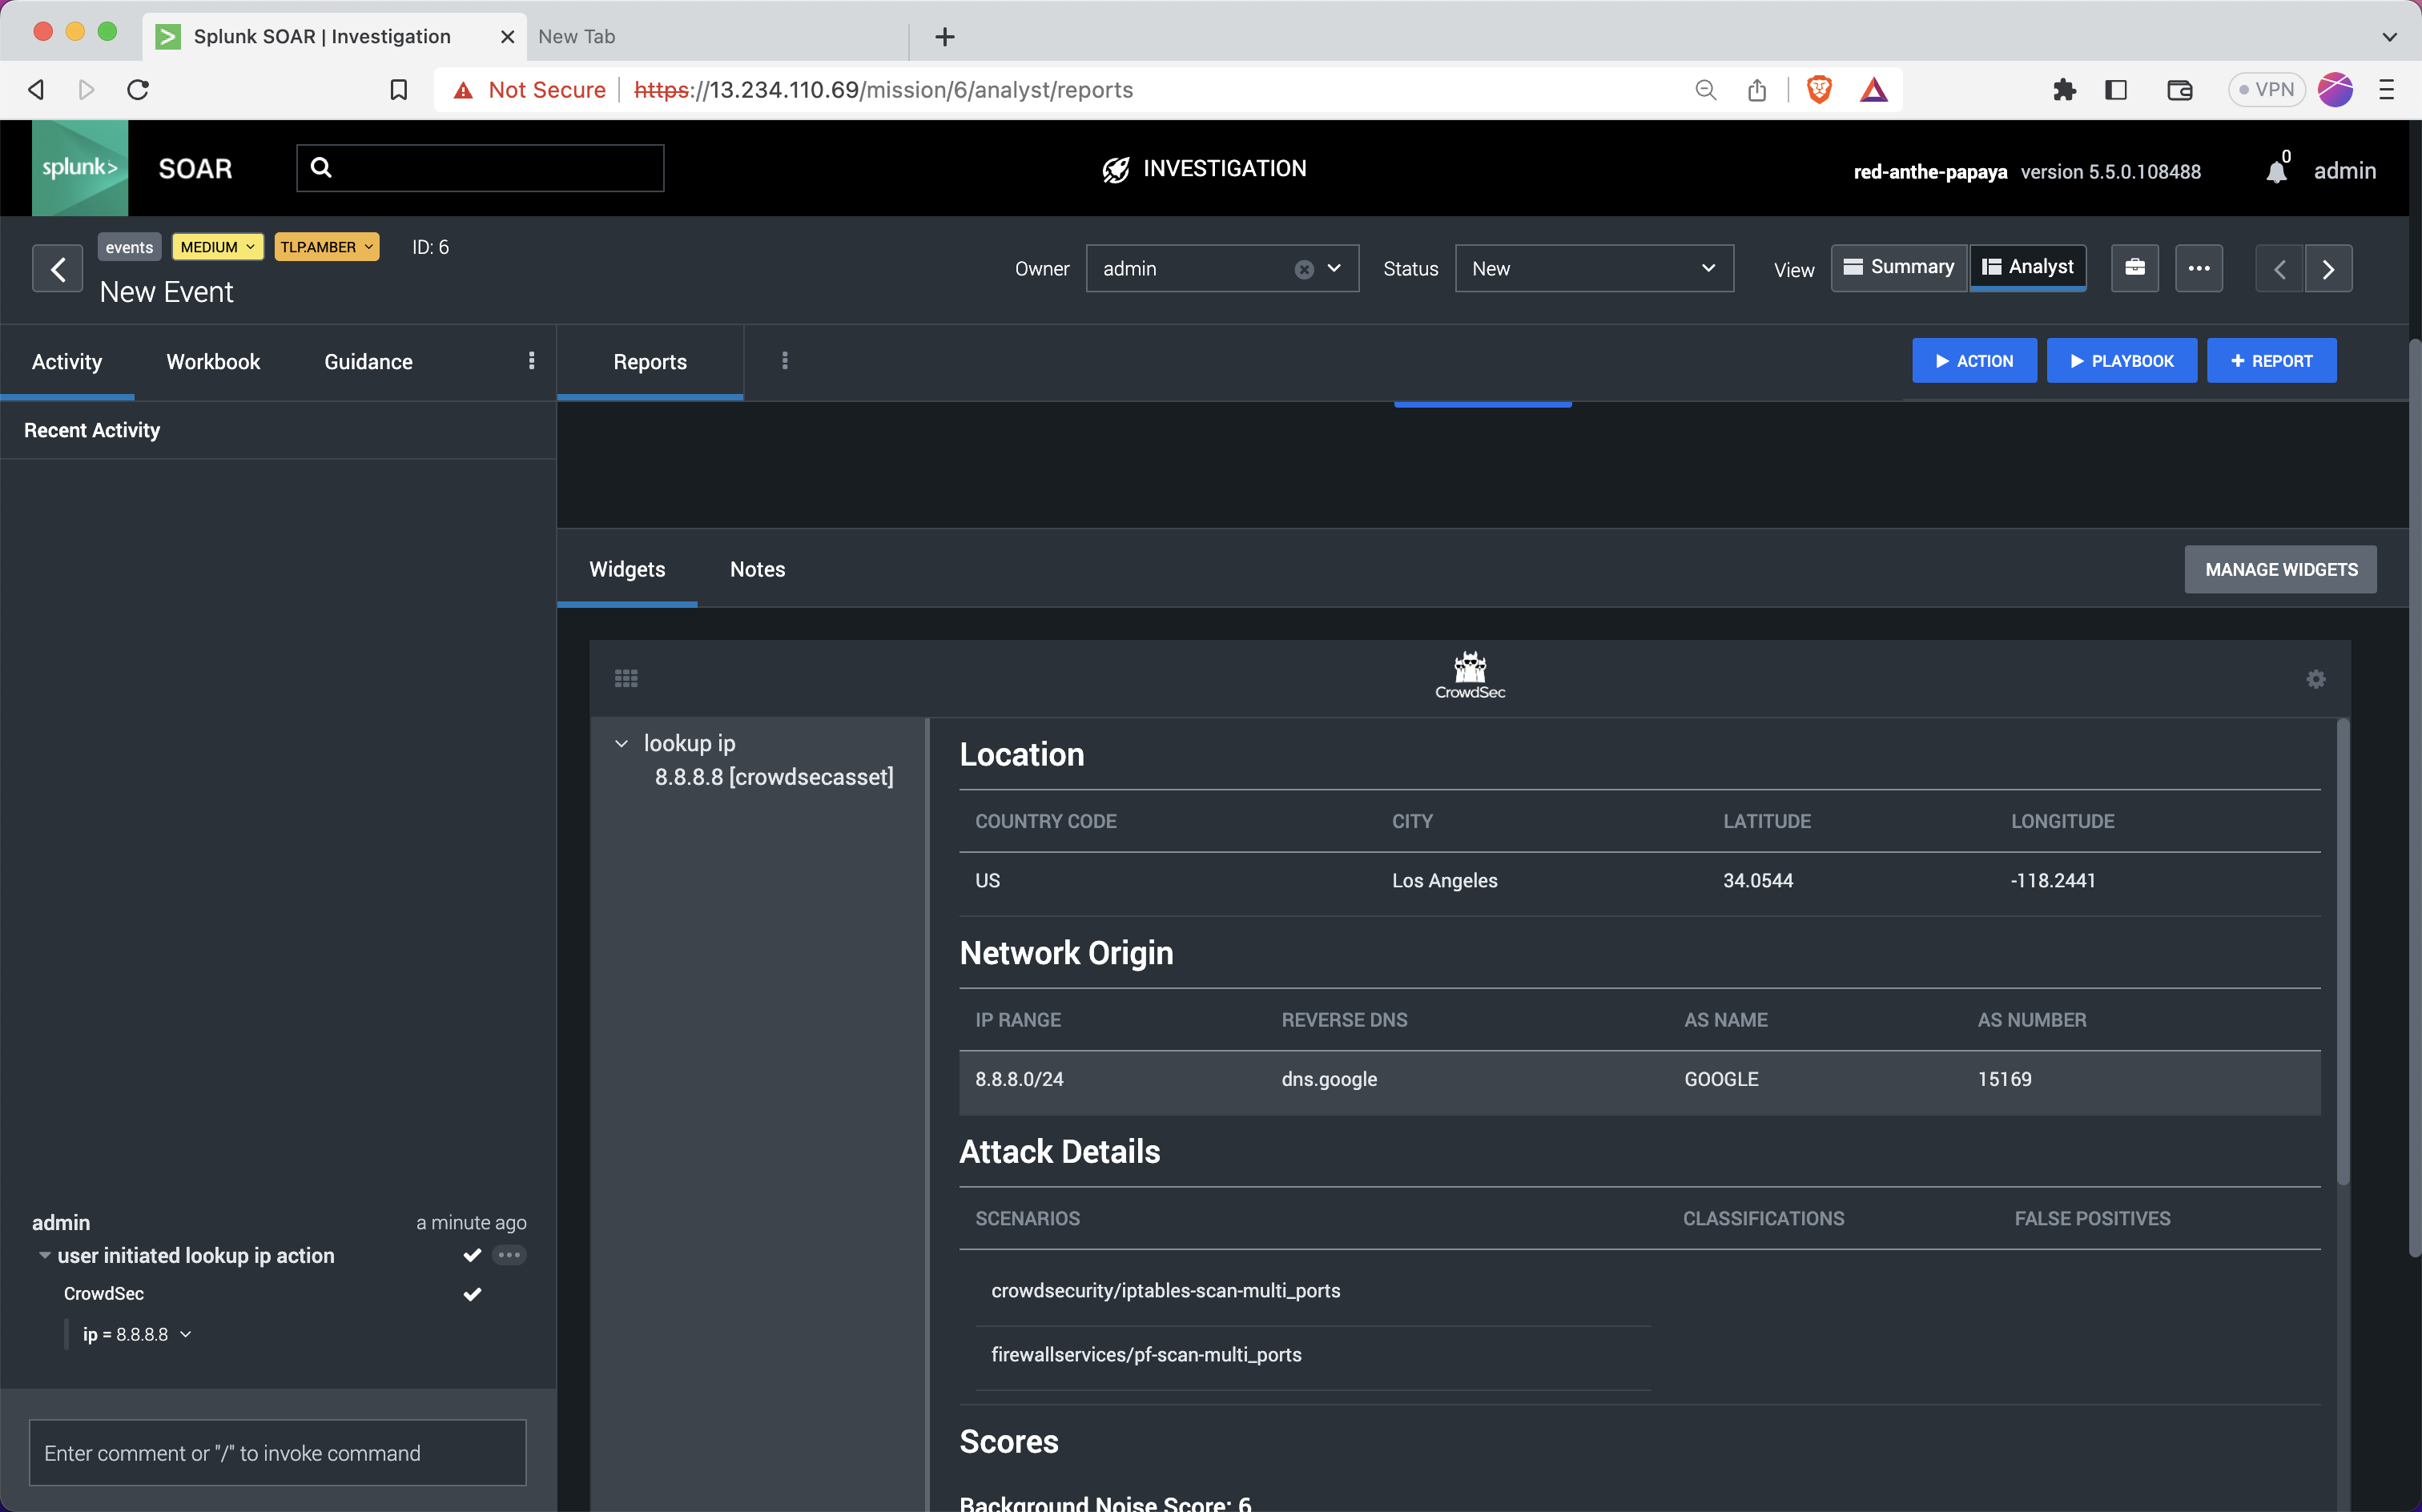 Splunk SOAR | Investigation
New Tab
Not Secure
https://13.234.110.69/mission/6/analyst/reports
VPN
splunk>
SOAR
INVESTIGATION
red-anthe-papaya version 5.5.0.108488
0
admin
events
MEDIUM
TLP.AMBER
ID: 6
New Event
Owner
admin
Status
New
View
Summary
Analyst
Activity
Workbook
Guidance
Reports
ACTION
PLAYBOOK
+ REPORT
Recent Activity
Widgets
Notes
MANAGE WIDGETS
CrowdSec
lookup ip
8.8.8.8 [crowdsecasset]
Location
COUNTRY CODE CITY LATITUDE LONGITUDE
US Los Angeles 34.0544 -118.2441
Network Origin
IP RANGE REVERSE DNS AS NAME AS NUMBER
8.8.8.0/24 dns.google GOOGLE 15169
Attack Details
SCENARIOS CLASSIFICATIONS FALSE POSITIVES
crowdsecurity/iptables-scan-multi_ports
firewallservices/pf-scan-multi_ports
Scores
Background Noise Score: 6
admin
a minute ago
user initiated lookup ip action
CrowdSec
ip = 8.8.8.8
Enter comment or "/" to invoke command